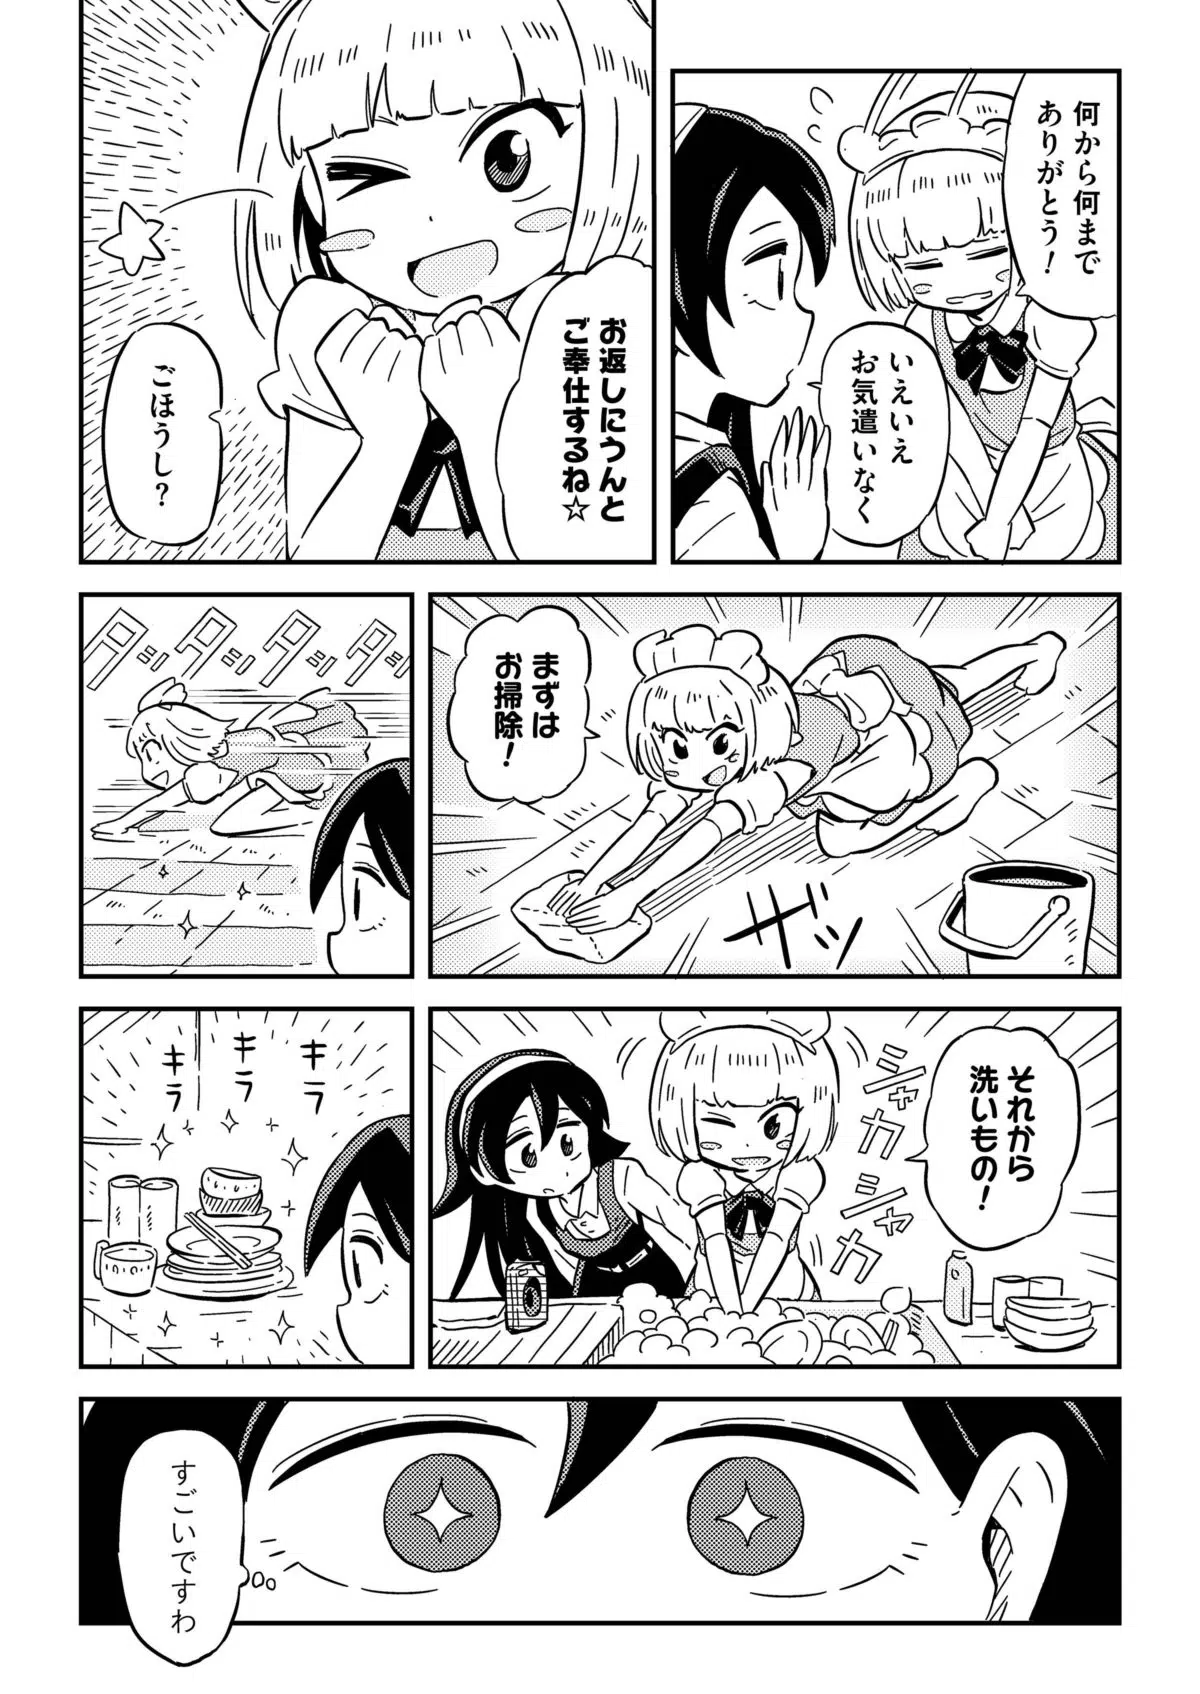 何から何まで
ありがとう！
いえいえ
お気遣いなく
お返しにうんと
ご奉仕するね☆
ごほうし？
まずは
お掃除！
ザッ
タッタッタッタッ
それから
洗いもの！
シャカシャカ
キラ
キラ
キラ
すごいですわ